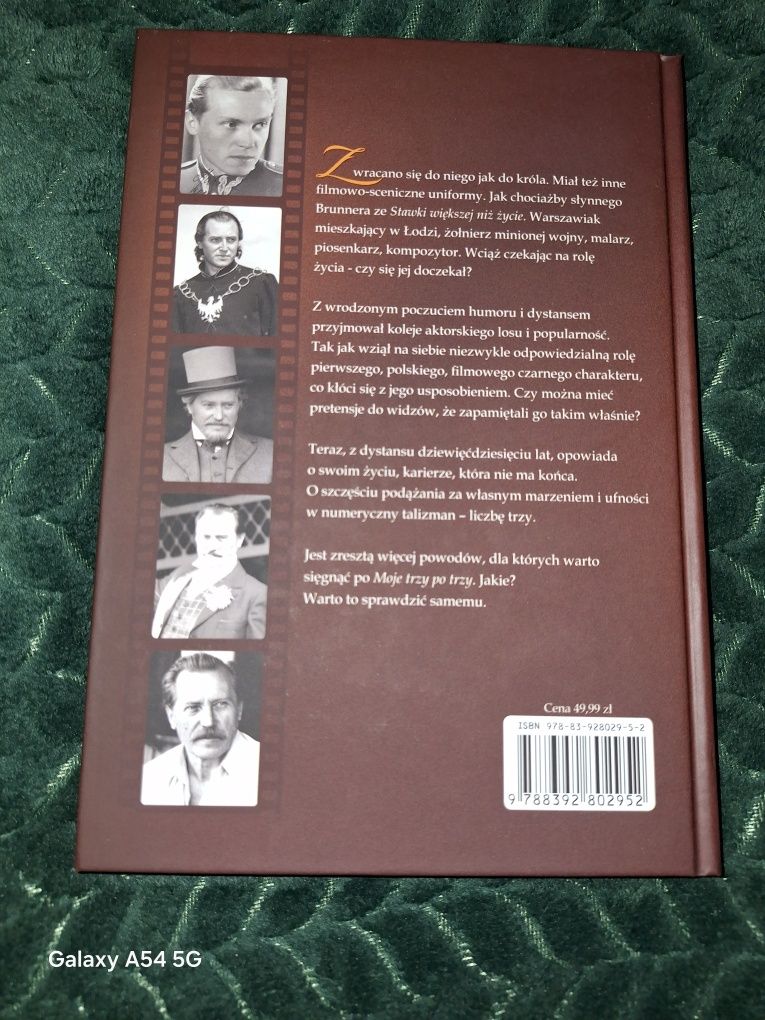 Zwracano się do niego jak do króla. Miał też inne
filmowo-sceniczne uniformy. Jak chociażby słynnego
Brunnera ze Stawki większej niż życie. Warszawiak
mieszkający w Łodzi, żołnierz minionej wojny, malarz,
piosenkarz, kompozytor. Wciąż czekając na rolę
życia - czy się jej doczekał?
Z wrodzonym poczuciem humoru i dystansem
przyjmował koleje aktorskiego losu i popularność.
Tak jak wziął na siebie niezwykle odpowiedzialną rolę
pierwszego, polskiego, filmowego czarnego charakteru,
co kłóci się z jego usposobieniem. Czy można mieć
pretensje do widzów, że zapamiętali go takim właśnie?
Teraz, z dystansu dziewięćdziesięciu lat, opowiada
o swoim życiu, karierze, która nie ma końca.
O szczęściu podążania za własnym marzeniem i ufności
w numeryczny talizman – liczbę trzy.
Jest zresztą więcej powodów, dla których warto
sięgnąć po Moje trzy po trzy. Jakie?
Warto to sprawdzić samemu.
Cena 49,99 zł
ISBN 978-83-928029-5-2
9 788392 802952
Galaxy A54 5G